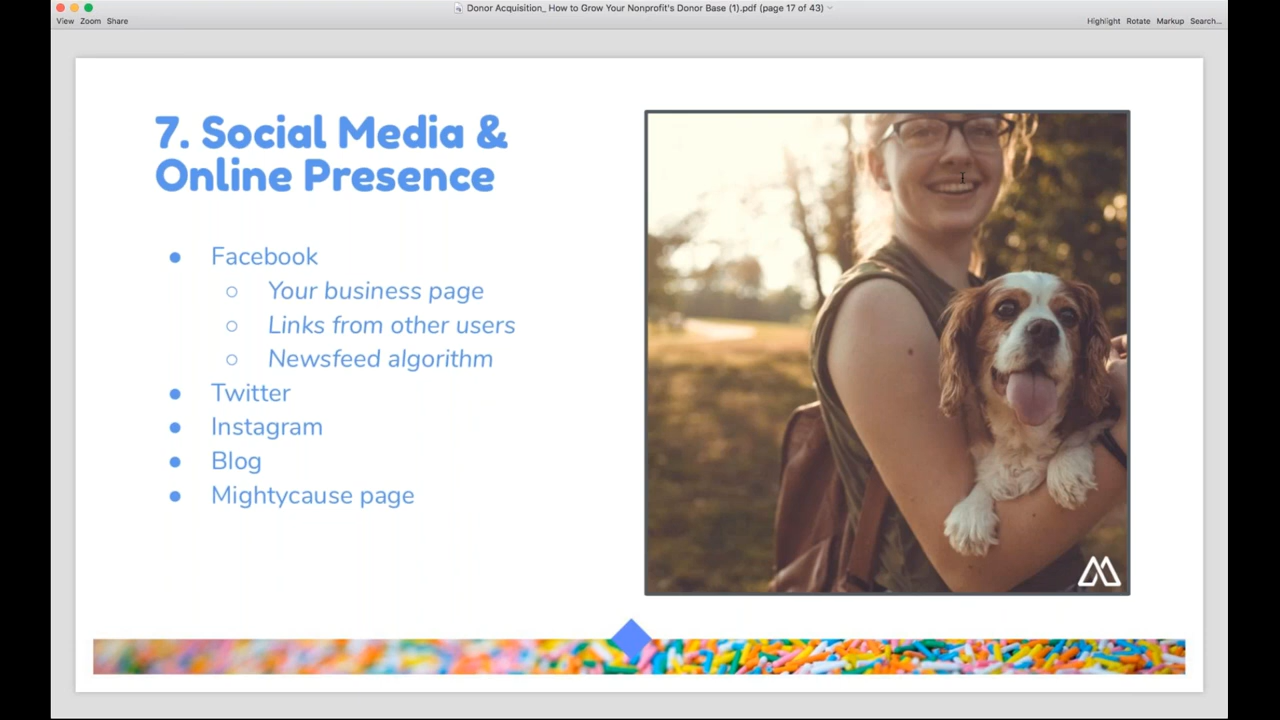 Donor Acquisition_ How to Grow Your Nonprofit's Donor Base (1).pdf (page 17 of 43)
View Zoom Share
Highlight Rotate Markup Search...
7. Social Media &
Online Presence
● Facebook
○ Your business page
○ Links from other users
○ Newsfeed algorithm
● Twitter
● Instagram
● Blog
● Mightycause page